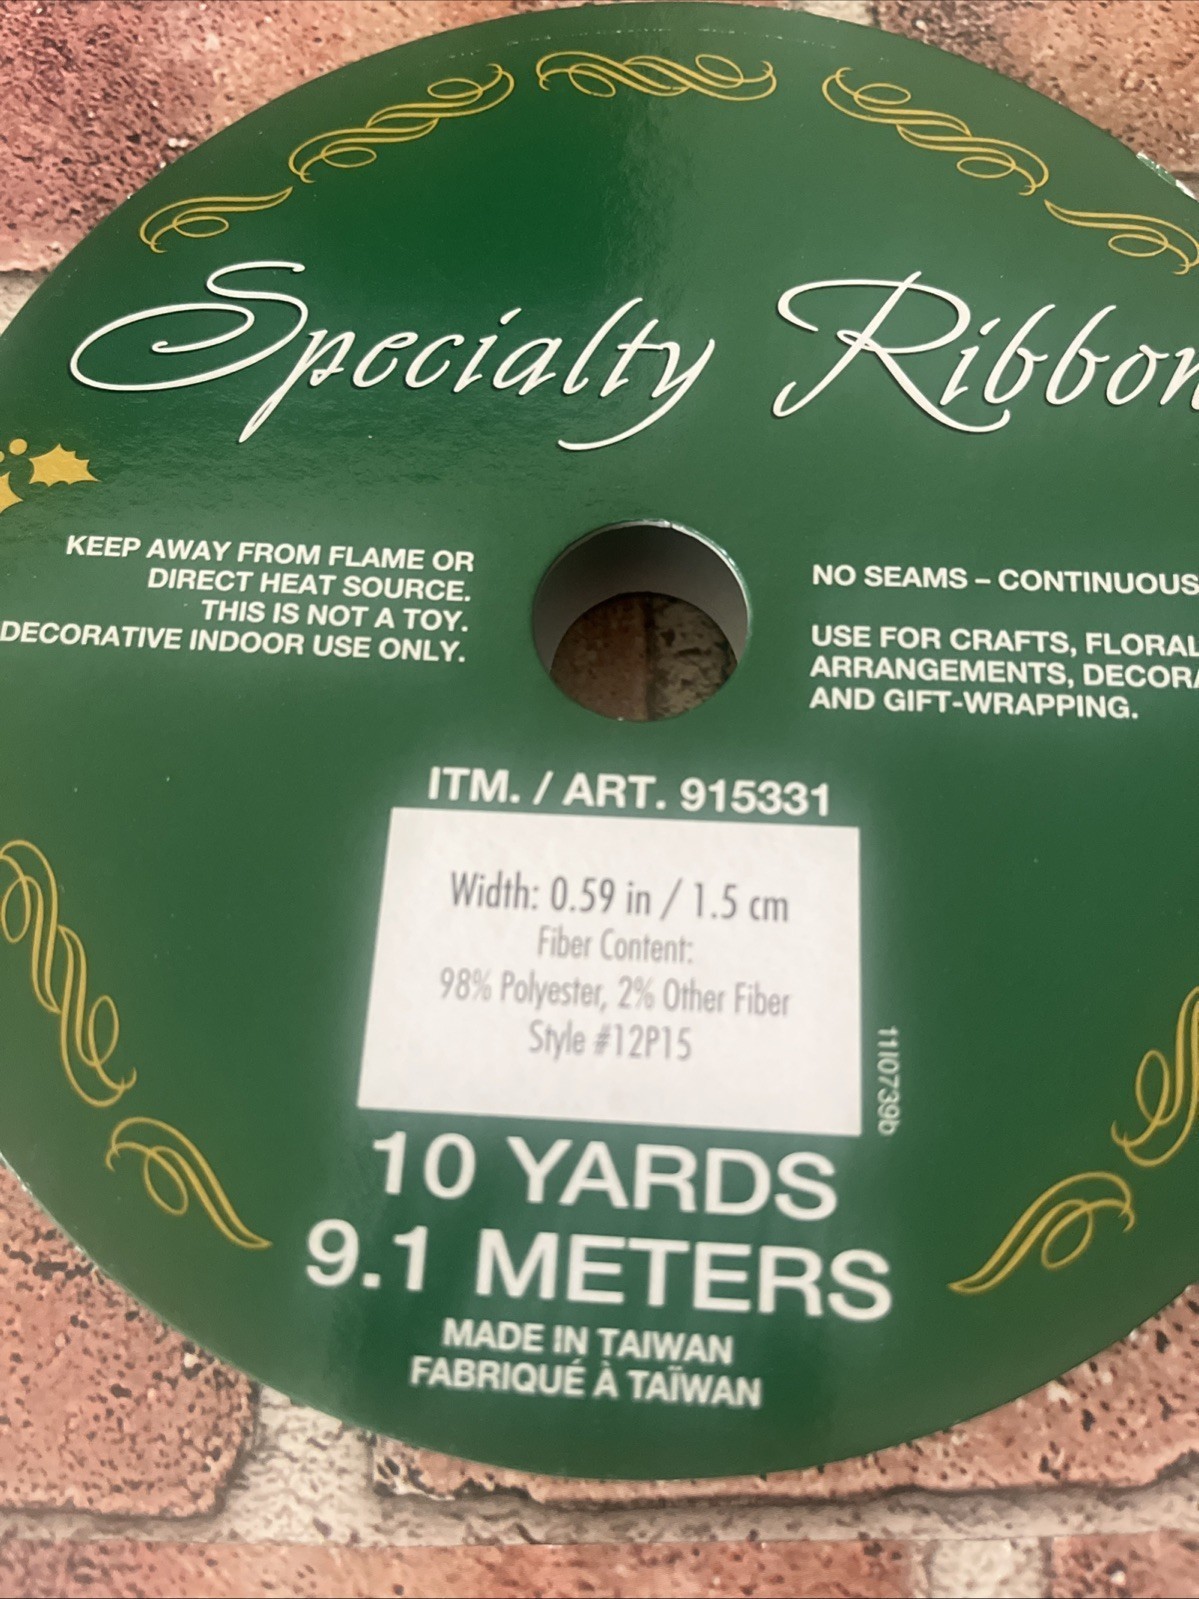 Specialty Ribbon
KEEP AWAY FROM FLAME OR
DIRECT HEAT SOURCE.
THIS IS NOT A TOY.
DECORATIVE INDOOR USE ONLY.
NO SEAMS – CONTINUOUS
USE FOR CRAFTS, FLORAL
ARRANGEMENTS,
AND GIFT-WRAPPING.
ITM. / ART. 915331
Width: 0.59 in / 1.5 cm
Fiber Content:
98% Polyester, 2% Other Fiber
Style #12P15
11I0739b
10 YARDS
9.1 METERS
MADE IN TAIWAN
FABRIQUÉ À TAÏWAN